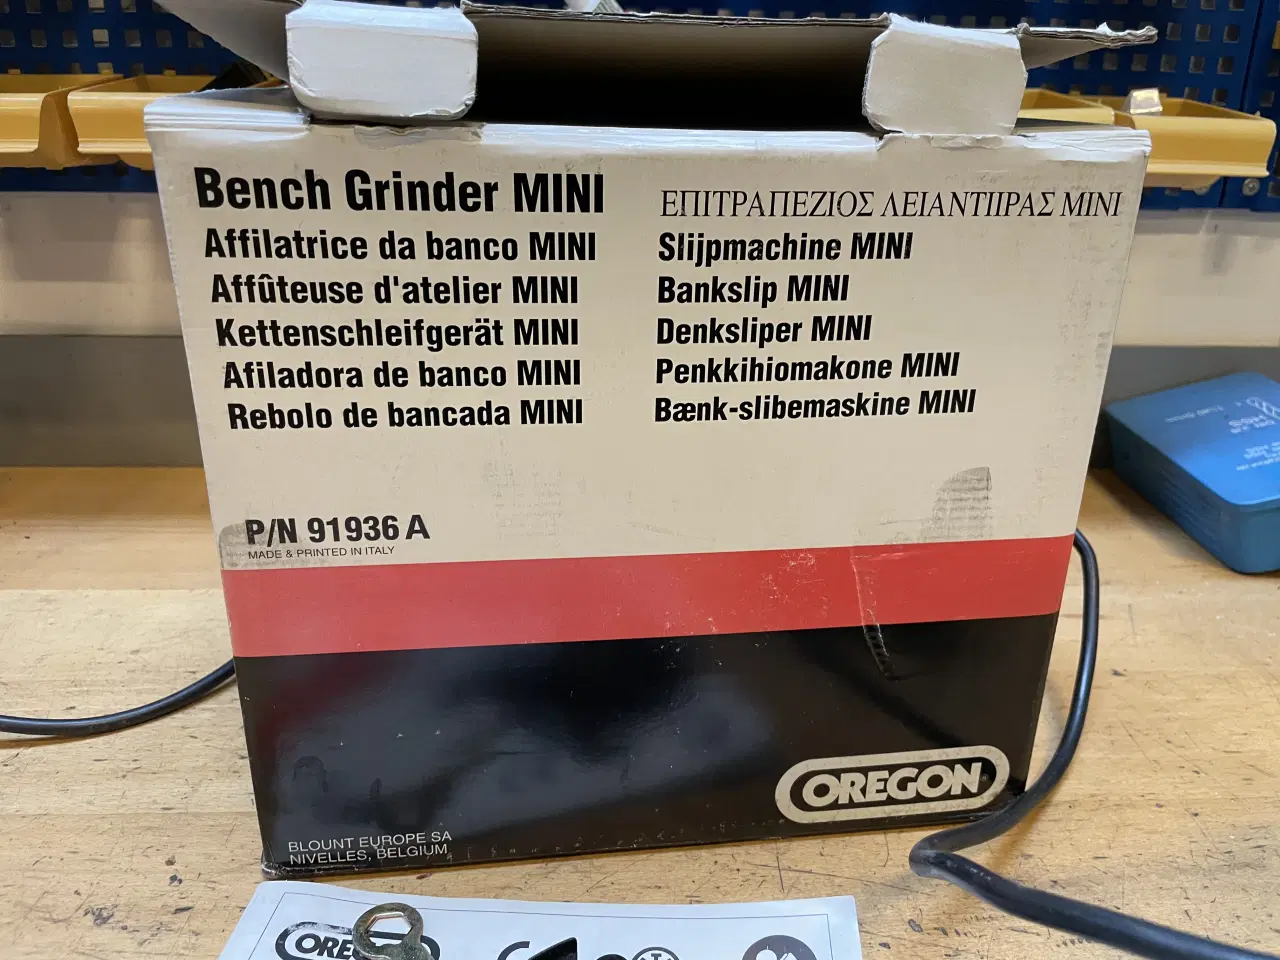 Bench Grinder MINI
Affilatrice da banco MINI
Affûteuse d'atelier MINI
Kettenschleifgerät MINI
Afiladora de banco MINI
Rebolo de bancada MINI
ΕΠΙΤΡΑΠΕΖΙΟΣ ΛΕΙΑΝΤΙΙΡΑΣ ΜΙΝΙ
Slijpmachine MINI
Bankslip MINI
Denksliper MINI
Penkkihiomakone MINI
Bænk-slibemaskine MINI
P/N 91936 A
MADE & PRINTED IN ITALY
OREGON
BLOUNT EUROPE SA
NIVELLES, BELGIUM